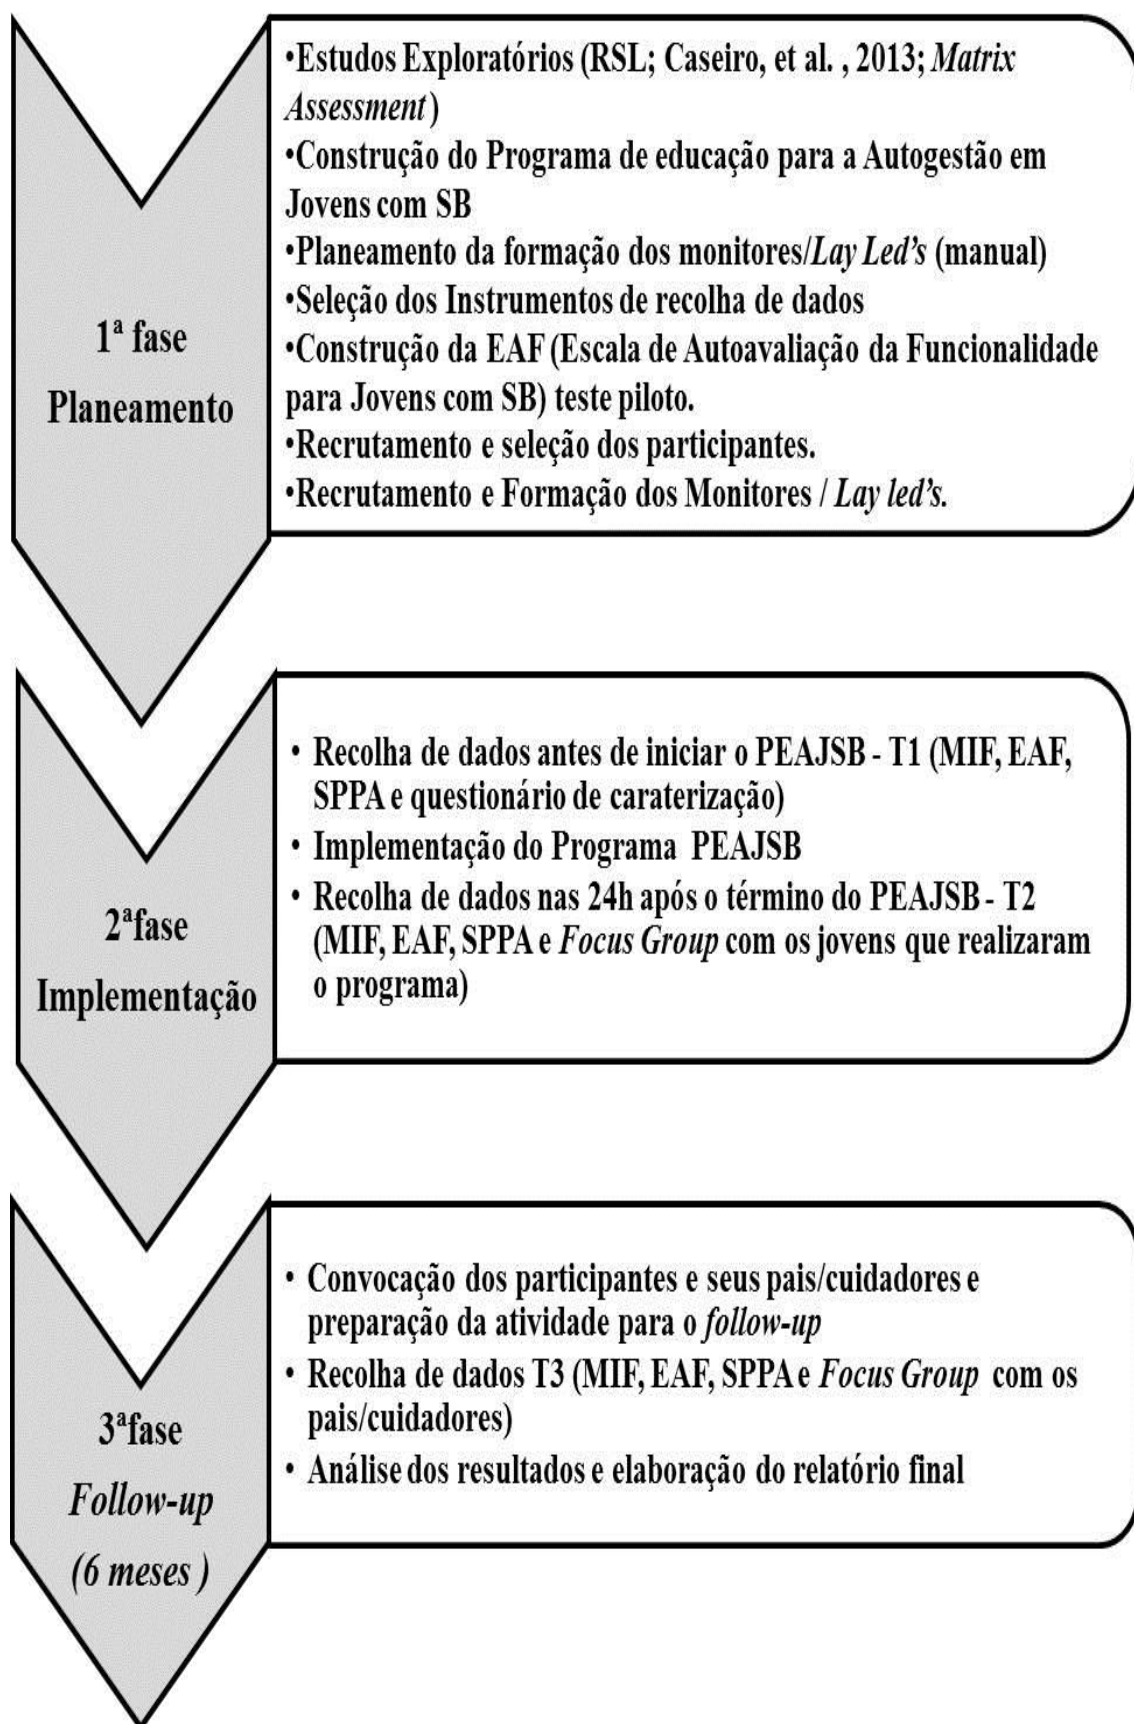 1ª fase
Planeamento
•Estudos Exploratórios (RSL; Caseiro, et al. , 2013; Matrix
Assessment)
•Construção do Programa de educação para a Autogestão em
Jovens com SB
•Planeamento da formação dos monitores/Lay Led’s (manual)
•Seleção dos Instrumentos de recolha de dados
•Construção da EAF (Escala de Autoavaliação da Funcionalidade
para Jovens com SB) teste piloto.
•Recrutamento e seleção dos participantes.
•Recrutamento e Formação dos Monitores / Lay led’s.
2ªfase
Implementação
• Recolha de dados antes de iniciar o PEAJSB - T1 (MIF, EAF,
SPPA e questionário de caraterização)
• Implementação do Programa PEAJSB
• Recolha de dados nas 24h após o término do PEAJSB - T2
(MIF, EAF, SPPA e Focus Group com os jovens que realizaram
o programa)
3ªfase
Follow-up
(6 meses )
• Convocação dos participantes e seus pais/cuidadores e
preparação da atividade para o follow-up
• Recolha de dados T3 (MIF, EAF, SPPA e Focus Group com os
pais/cuidadores)
• Análise dos resultados e elaboração do relatório final